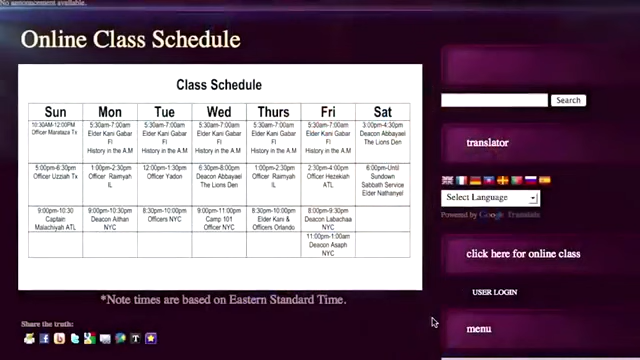 No announcement available.
Online Class Schedule
Class Schedule
Sun Mon Tue Wed Thurs Fri Sat
10:30AM-12:00PM
Officer Marataza Tx
5:30am-7:00am
Elder Kani Gabar
Fl
History in the A.M
5:30am-7:00am
Elder Kani Gabar
Fl
History in the A.M
5:30am-7:00am
Elder Kani Gabar
Fl
History in the A.M
5:30am-7:00am
Elder Kani Gabar
Fl
History in the A.M
5:30am-7:00am
Elder Kani Gabar
Fl
History in the A.M
3:00pm-4:30pm
Deacon Abbayael
The Lions Den
5:00pm-6:30pm
Officer Uzziah Tx
1:00pm-2:30pm
Officer Raimyah
IL
12:00pm-1:30pm
Officer Yadon
6:30pm-8:00pm
Deacon Abbayael
The Lions Den
1:00pm-2:30pm
Officer Raimyah
IL
2:30pm-4:00pm
Officer Hezekiah
ATL
6:00pm-Until
Sundown
Sabbath Service
Elder Nathanyel
9:00pm-10:30
Captain
Malachiyah ATL
9:00pm-10:30pm
Deacon Aithan
NYC
8:30pm-10:00pm
Officers NYC
9:00pm-11:00pm
Camp 101
Officer NYC
8:30pm-10:00pm
Elder Kani &
Officers Orlando
8:00pm-9:30pm
Deacon Labachaa
NYC
11:00pm-1:00am
Deacon Asaph
NYC
*Note times are based on Eastern Standard Time.
Share the truth:
Search
translator
Select Language
Powered by Google Translate
click here for online class
USER LOGIN
menu